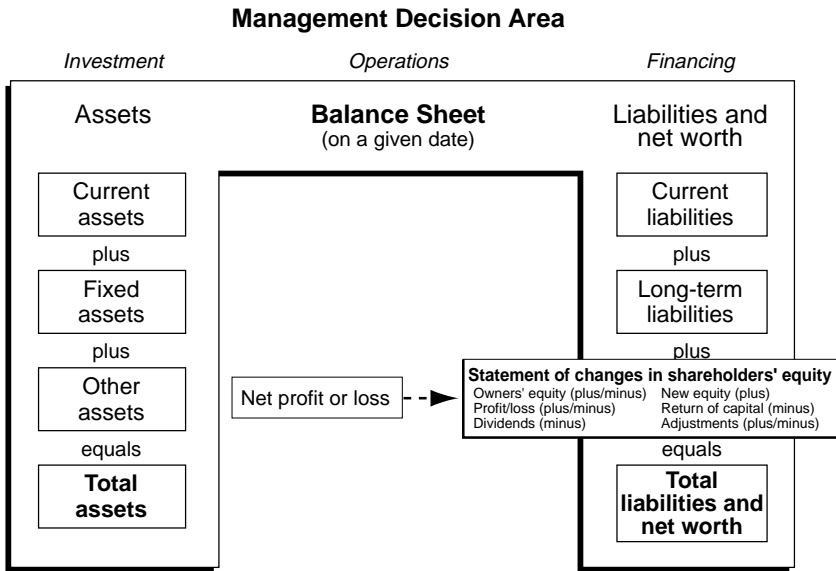 Management Decision Area
Investment
Operations
Financing
Assets
Balance Sheet
(on a given date)
Liabilities and
net worth
Current
assets
plus
Fixed
assets
plus
Other
assets
equals
Total
assets
Net profit or loss
Current
liabilities
plus
Long-term
liabilities
plus
Statement of changes in shareholders' equity
Owners' equity (plus/minus) New equity (plus)
Profit/loss (plus/minus) Return of capital (minus)
Dividends (minus) Adjustments (plus/minus)
equals
Total
liabilities and
net worth